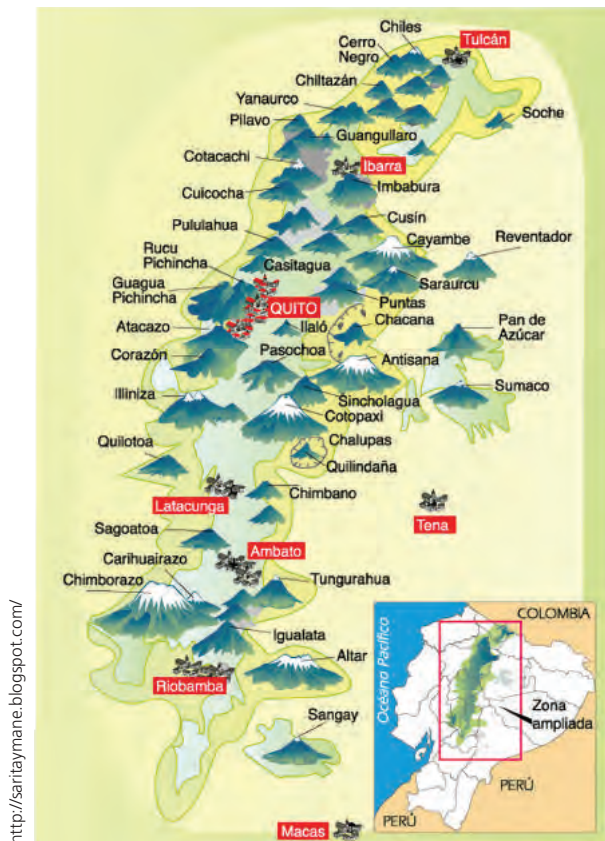 Chiles
Tulcán
Cerro
Negro
Chiltazán
Yanaurco
Soche
Pilavo
Guangullaro
Cotacachi
Ibarra
Cuicocha
Imbabura
Cusín
Pululahua
Cayambe
Reventador
Rucu
Pichincha
Casitagua
Saraurcu
Guagua
Pichincha
QUITO
Puntas
Ilaló
Chacana
Atacazo
Pan de
Azúcar
Corazón
Pasochoa
Antisana
Illiniza
Sincholagua
Sumaco
Cotopaxi
Quilotoa
Chalupas
Quilindaña
Latacunga
Chimbano
Tena
Sagoatoa
Ambato
Carihuairazo
Chimborazo
Tungurahua
Igualata
Altar
Riobamba
Sangay
Macas
COLOMBIA
Océano Pacífico
Zona
ampliada
PERÚ
PERÚ
http://saritaymane.blogspot.com/